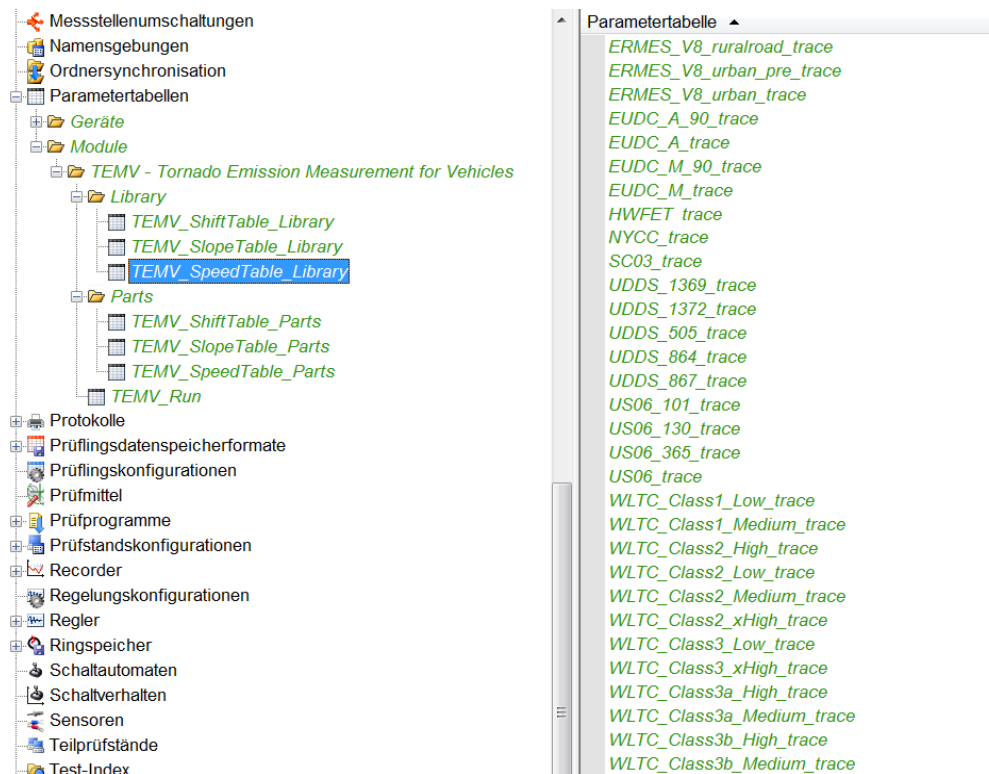 Messstellenumschaltungen
Namensgebungen
Ordnersynchronisation
Parametertabellen
Geräte
Module
TEMV - Tornado Emission Measurement for Vehicles
Library
TEMV_ShiftTable_Library
TEMV_SlopeTable_Library
TEMV_SpeedTable_Library
Parts
TEMV_ShiftTable_Parts
TEMV_SlopeTable_Parts
TEMV_SpeedTable_Parts
TEMV_Run
Protokolle
Prüflingsdatenspeicherformate
Prüflingskonfigurationen
Prüfmittel
Prüfprogramme
Prüfstandskonfigurationen
Recorder
Regelungskonfigurationen
Regler
Ringspeicher
Schaltautomaten
Schaltverhalten
Sensoren
Teilprüfstände
Test-Index
Parametertabelle
ERMES_V8_ruralroad_trace
ERMES_V8_urban_pre_trace
ERMES_V8_urban_trace
EUDC_A_90_trace
EUDC_A_trace
EUDC_M_90_trace
EUDC_M_trace
HWFET_trace
NYCC_trace
SC03_trace
UDDS_1369_trace
UDDS_1372_trace
UDDS_505_trace
UDDS_864_trace
UDDS_867_trace
US06_101_trace
US06_130_trace
US06_365_trace
US06_trace
WLTC_Class1_Low_trace
WLTC_Class1_Medium_trace
WLTC_Class2_High_trace
WLTC_Class2_Low_trace
WLTC_Class2_Medium_trace
WLTC_Class2_xHigh_trace
WLTC_Class3_Low_trace
WLTC_Class3_xHigh_trace
WLTC_Class3a_High_trace
WLTC_Class3a_Medium_trace
WLTC_Class3b_High_trace
WLTC_Class3b_Medium_trace